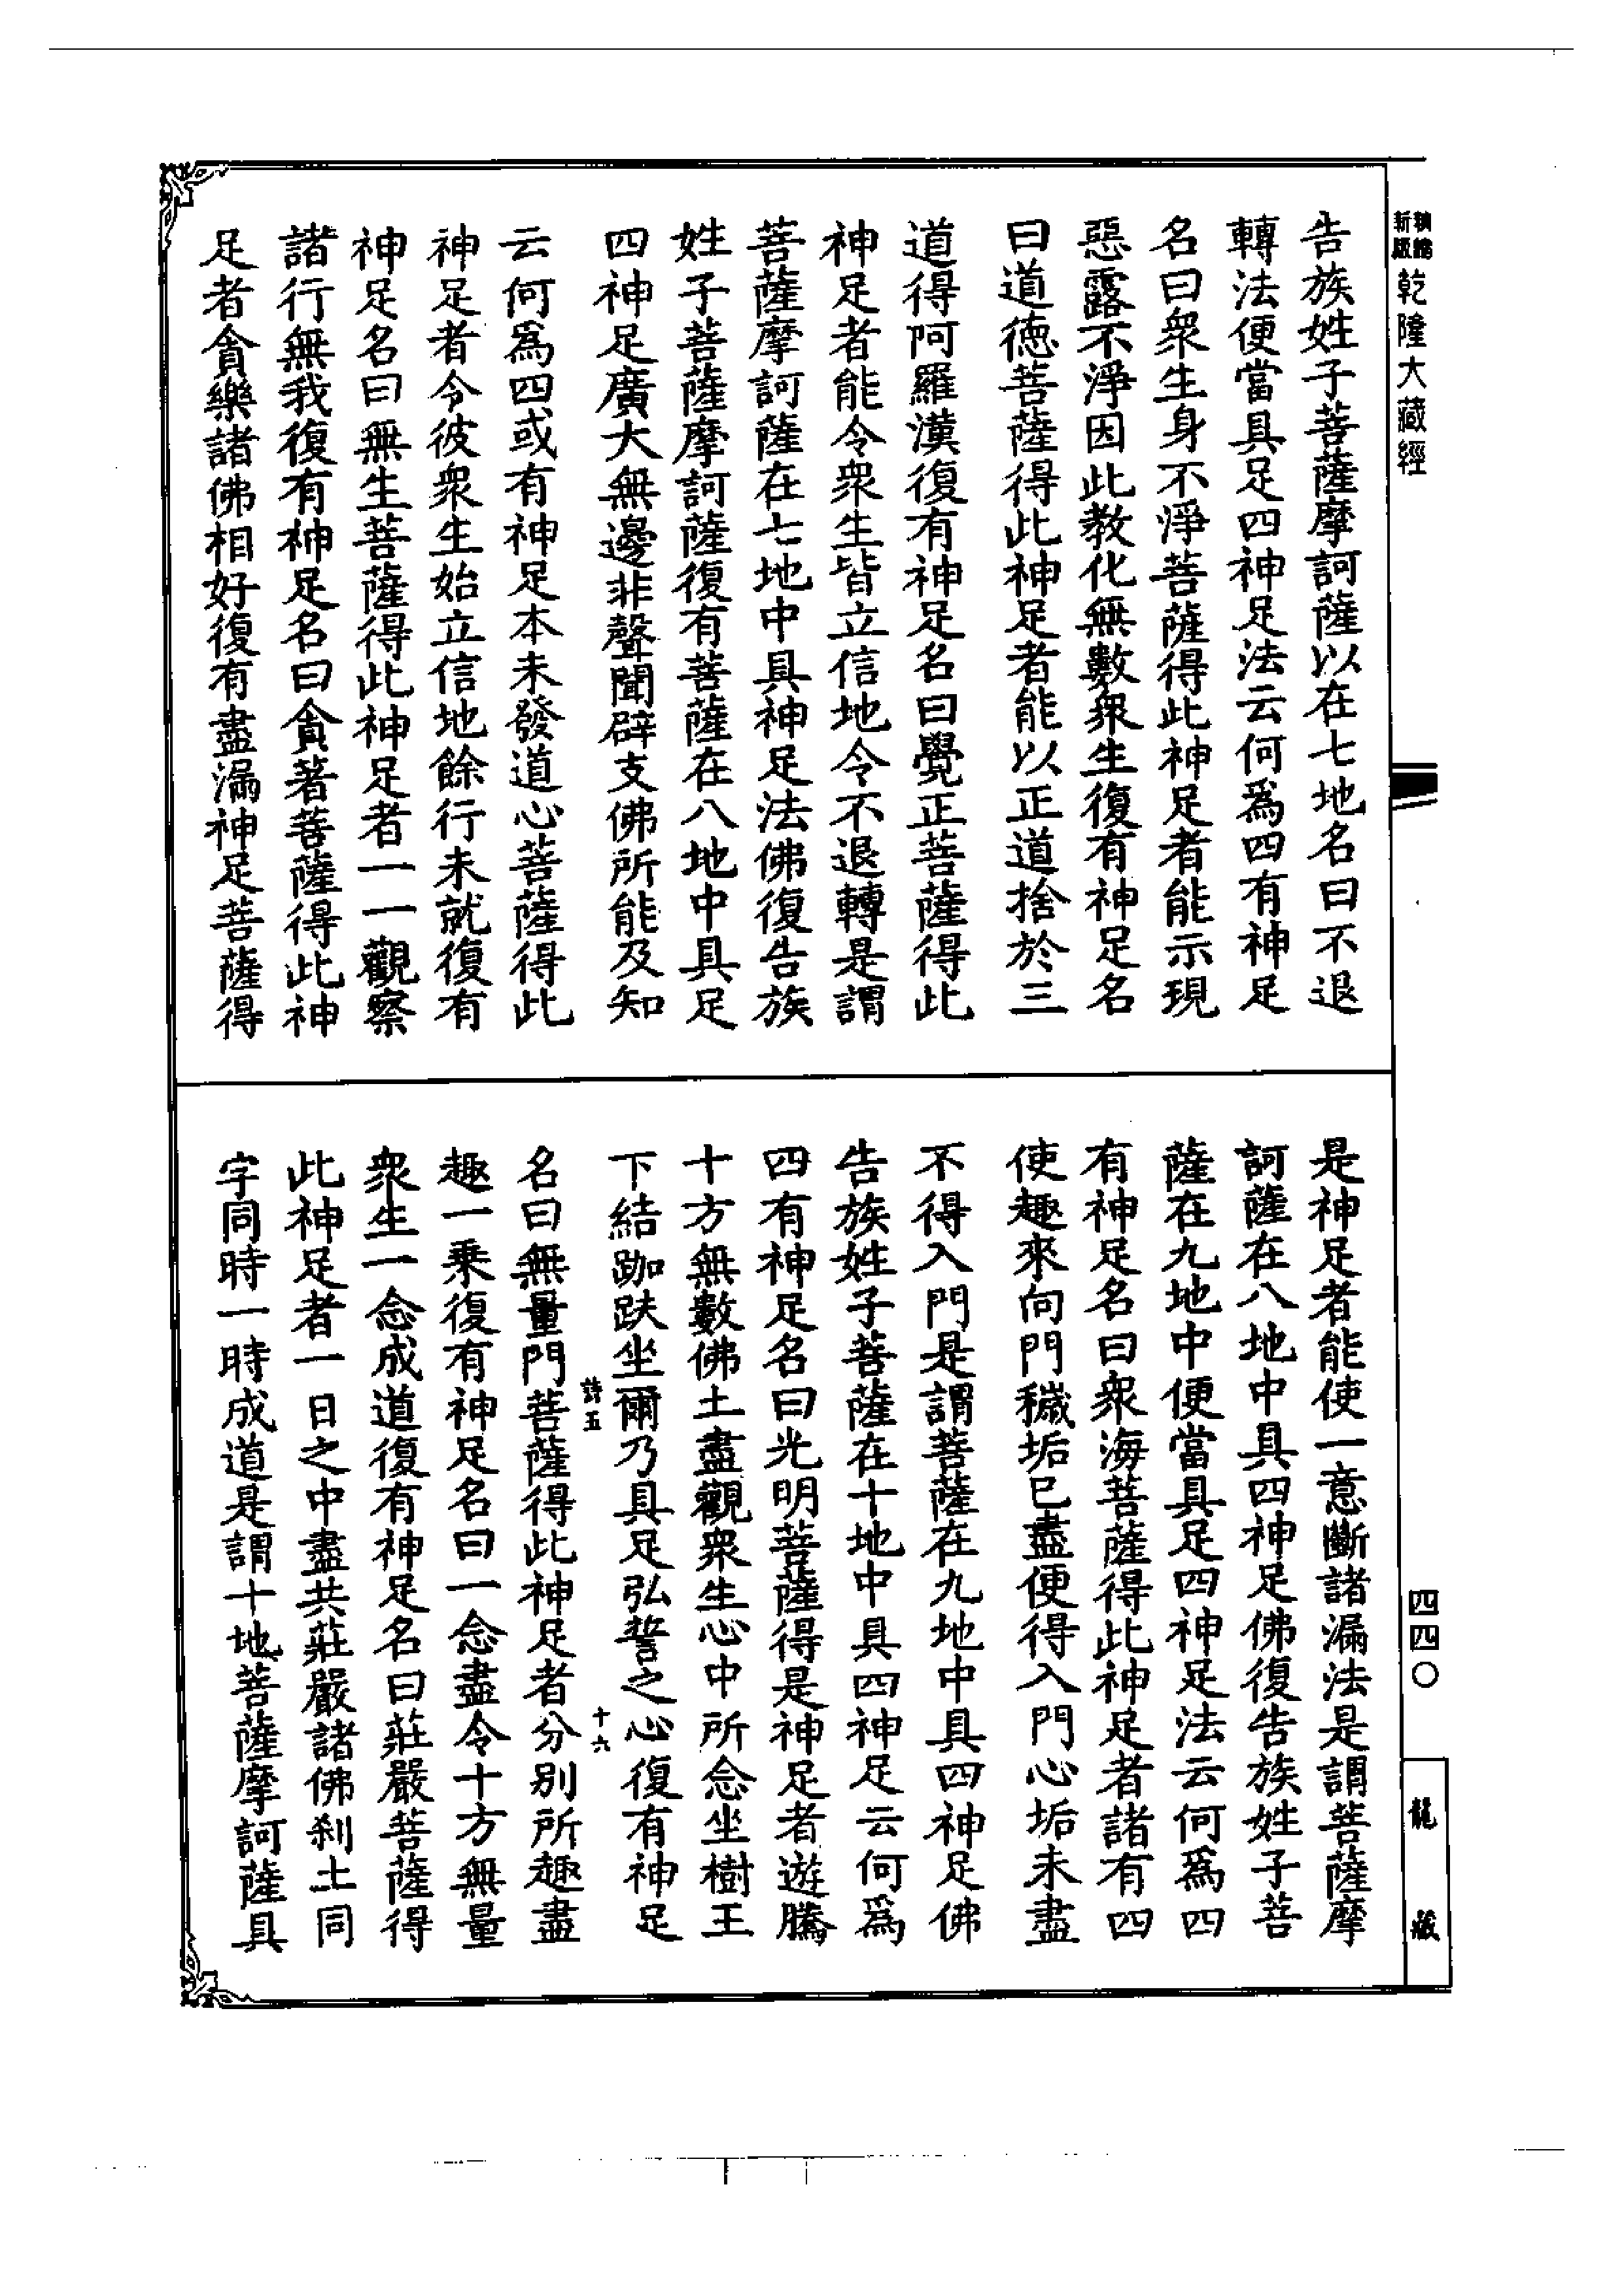 精縮
新版
乾隆大藏經
告族姓子菩薩摩訶薩以在七地名曰不退
轉法便當具足四神足法云何爲四有神足
名曰衆生身不淨菩薩得此神足者能示現
惡露不淨因此教化無數衆生復有神足名
曰道德菩薩得此神足者能以正道捨於三
道得阿羅漢復有神足名曰覺正菩薩得此
神足者能令衆生皆立信地令不退轉是謂
菩薩摩訶薩在七地中具神足法佛復告族
姓子菩薩摩訶薩復有菩薩在八地中具足
四神足廣大無邊非聲聞辟支佛所能及知
云何爲四或有神足本未發道心菩薩得此
神足者令彼衆生始立信地餘行未就復有
神足名曰無生菩薩得此神足者一一觀察
諸行無我復有神足名曰貪著菩薩得此神
足者貪樂諸佛相好復有盡漏神足菩薩得
是神足者能使一意斷諸漏法是謂菩薩摩
訶薩在八地中具四神足佛復告族姓子菩
薩在九地中便當具足四神足法云何爲四
有神足名曰衆海菩薩得此神足者諸有四
使趣來向門穢垢已盡便得入門心垢未盡
不得入門是謂菩薩在九地中具四神足佛
告族姓子菩薩在十地中具四神足云何爲
四有神足名曰光明菩薩得是神足者遊騰
十方無數佛土盡觀衆生心中所念坐樹王
下結跏趺坐爾乃具足弘誓之心復有神足
詩五
十六
名曰無量門菩薩得此神足者分別所趣盡
趣一乘復有神足名曰一念盡令十方無量
衆生一念成道復有神足名曰莊嚴菩薩得
此神足者一日之中盡共莊嚴諸佛剎土同
字同時一時成道是謂十地菩薩摩訶薩具
四四〇
龍藏